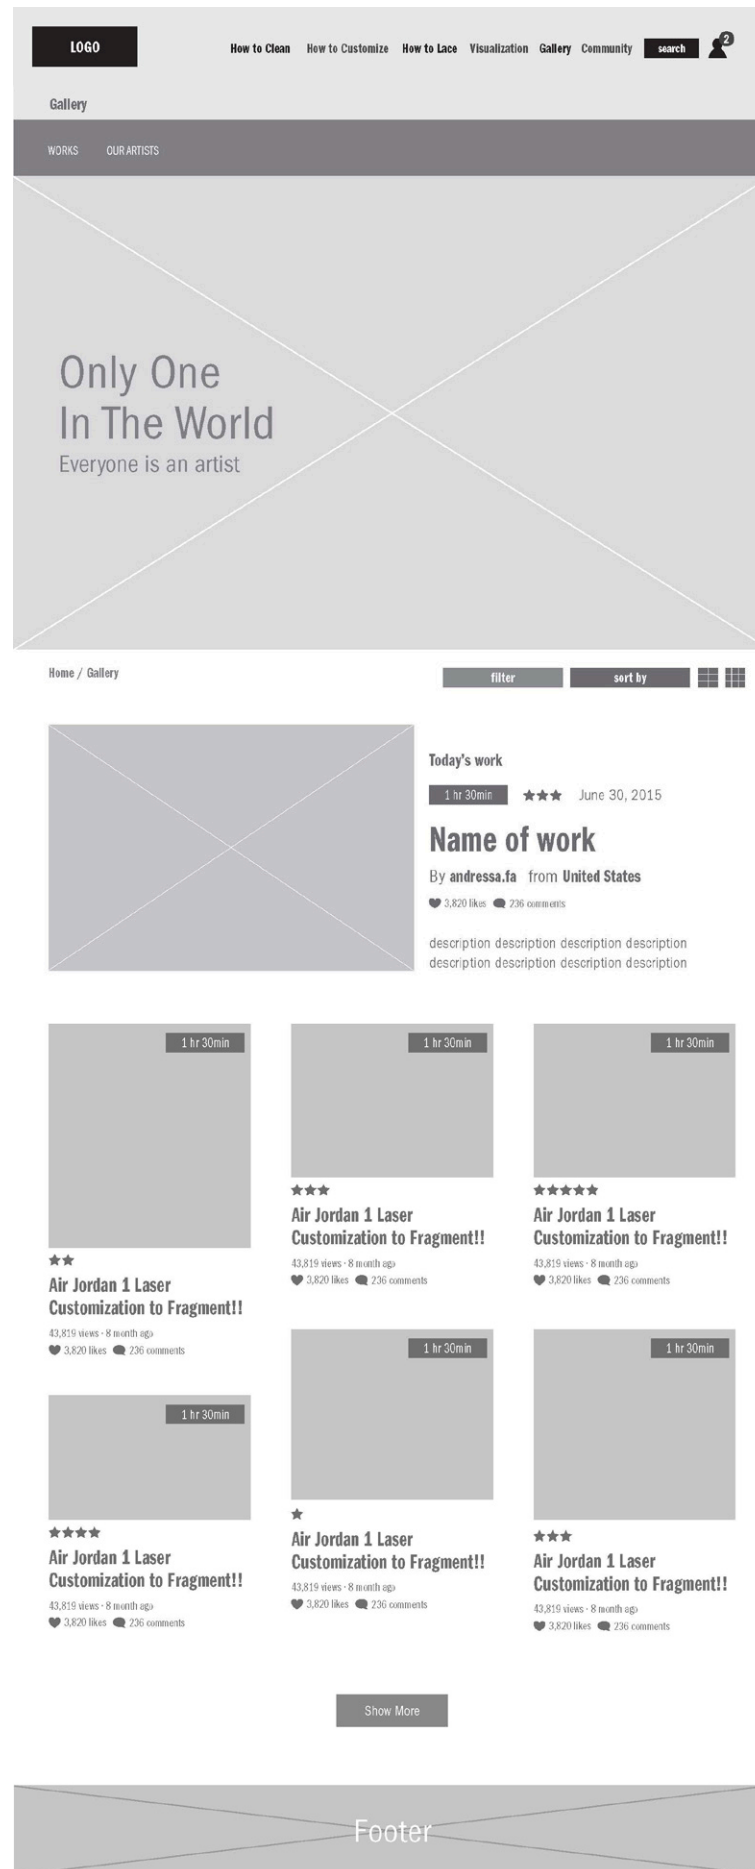 LOGO
How to Clean How to Customize How to Lace Visualization Gallery Community search 2
Gallery
WORKS OUR ARTISTS
Only One
In The World
Everyone is an artist
Home / Gallery
filter sort by
Today's work
1 hr 30min June 30, 2015
Name of work
By andressa.fa from United States
3,820 likes 236 comments
description description description description
description description description description
1 hr 30min
Air Jordan 1 Laser
Customization to Fragment!!
43,819 views · 8 month ago
3,820 likes 236 comments
1 hr 30min
Air Jordan 1 Laser
Customization to Fragment!!
43,819 views · 8 month ago
3,820 likes 236 comments
1 hr 30min
Air Jordan 1 Laser
Customization to Fragment!!
43,819 views · 8 month ago
3,820 likes 236 comments
1 hr 30min
Air Jordan 1 Laser
Customization to Fragment!!
43,819 views · 8 month ago
3,820 likes 236 comments
1 hr 30min
Air Jordan 1 Laser
Customization to Fragment!!
43,819 views · 8 month ago
3,820 likes 236 comments
1 hr 30min
Air Jordan 1 Laser
Customization to Fragment!!
43,819 views · 8 month ago
3,820 likes 236 comments
Show More
Footer